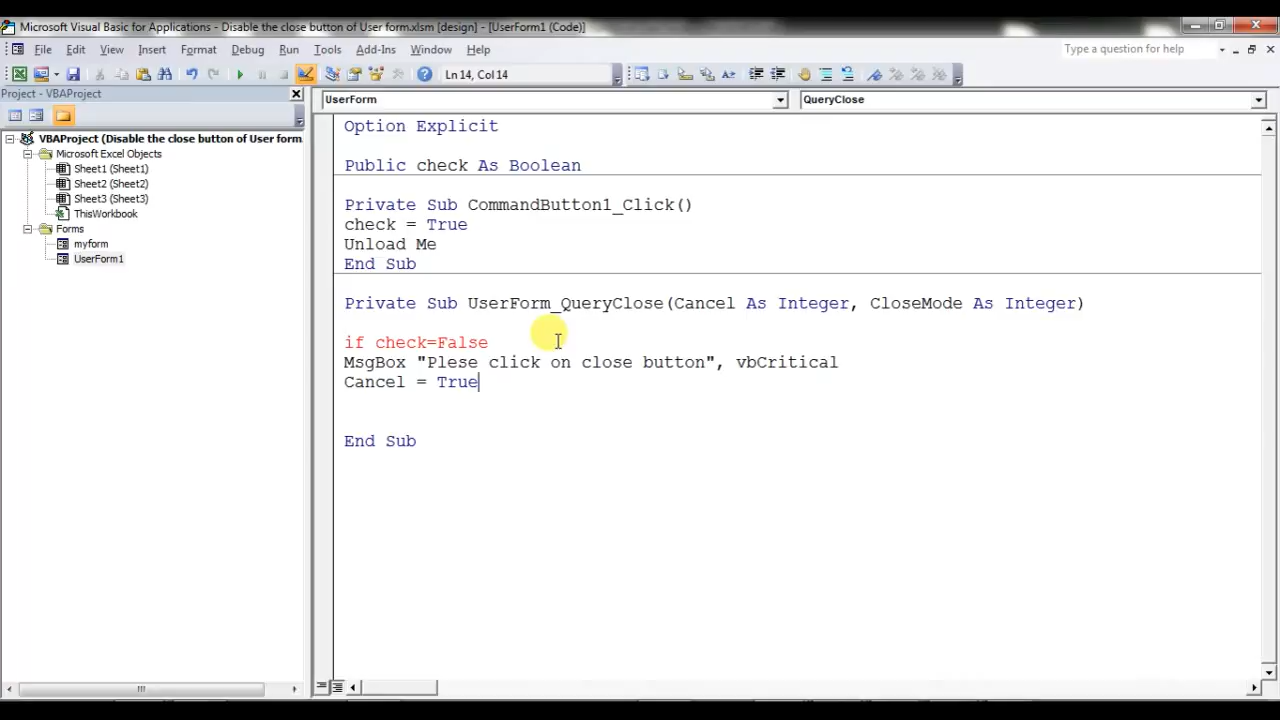 Microsoft Visual Basic for Applications - Disable the close button of User form.xlsm [design] - [UserForm1 (Code)]
File Edit View Insert Format Debug Run Tools Add-Ins Window Help
Type a question for help
Ln 14, Col 14
Project - VBAProject
UserForm
QueryClose
VBAProject (Disable the close button of User form.
Microsoft Excel Objects
Sheet1 (Sheet1)
Sheet2 (Sheet2)
Sheet3 (Sheet3)
ThisWorkbook
Forms
myform
UserForm1
Option Explicit
Public check As Boolean
Private Sub CommandButton1_Click()
check = True
Unload Me
End Sub
Private Sub UserForm_QueryClose(Cancel As Integer, CloseMode As Integer)
if check=False
MsgBox "Plese click on close button", vbCritical
Cancel = True
End Sub